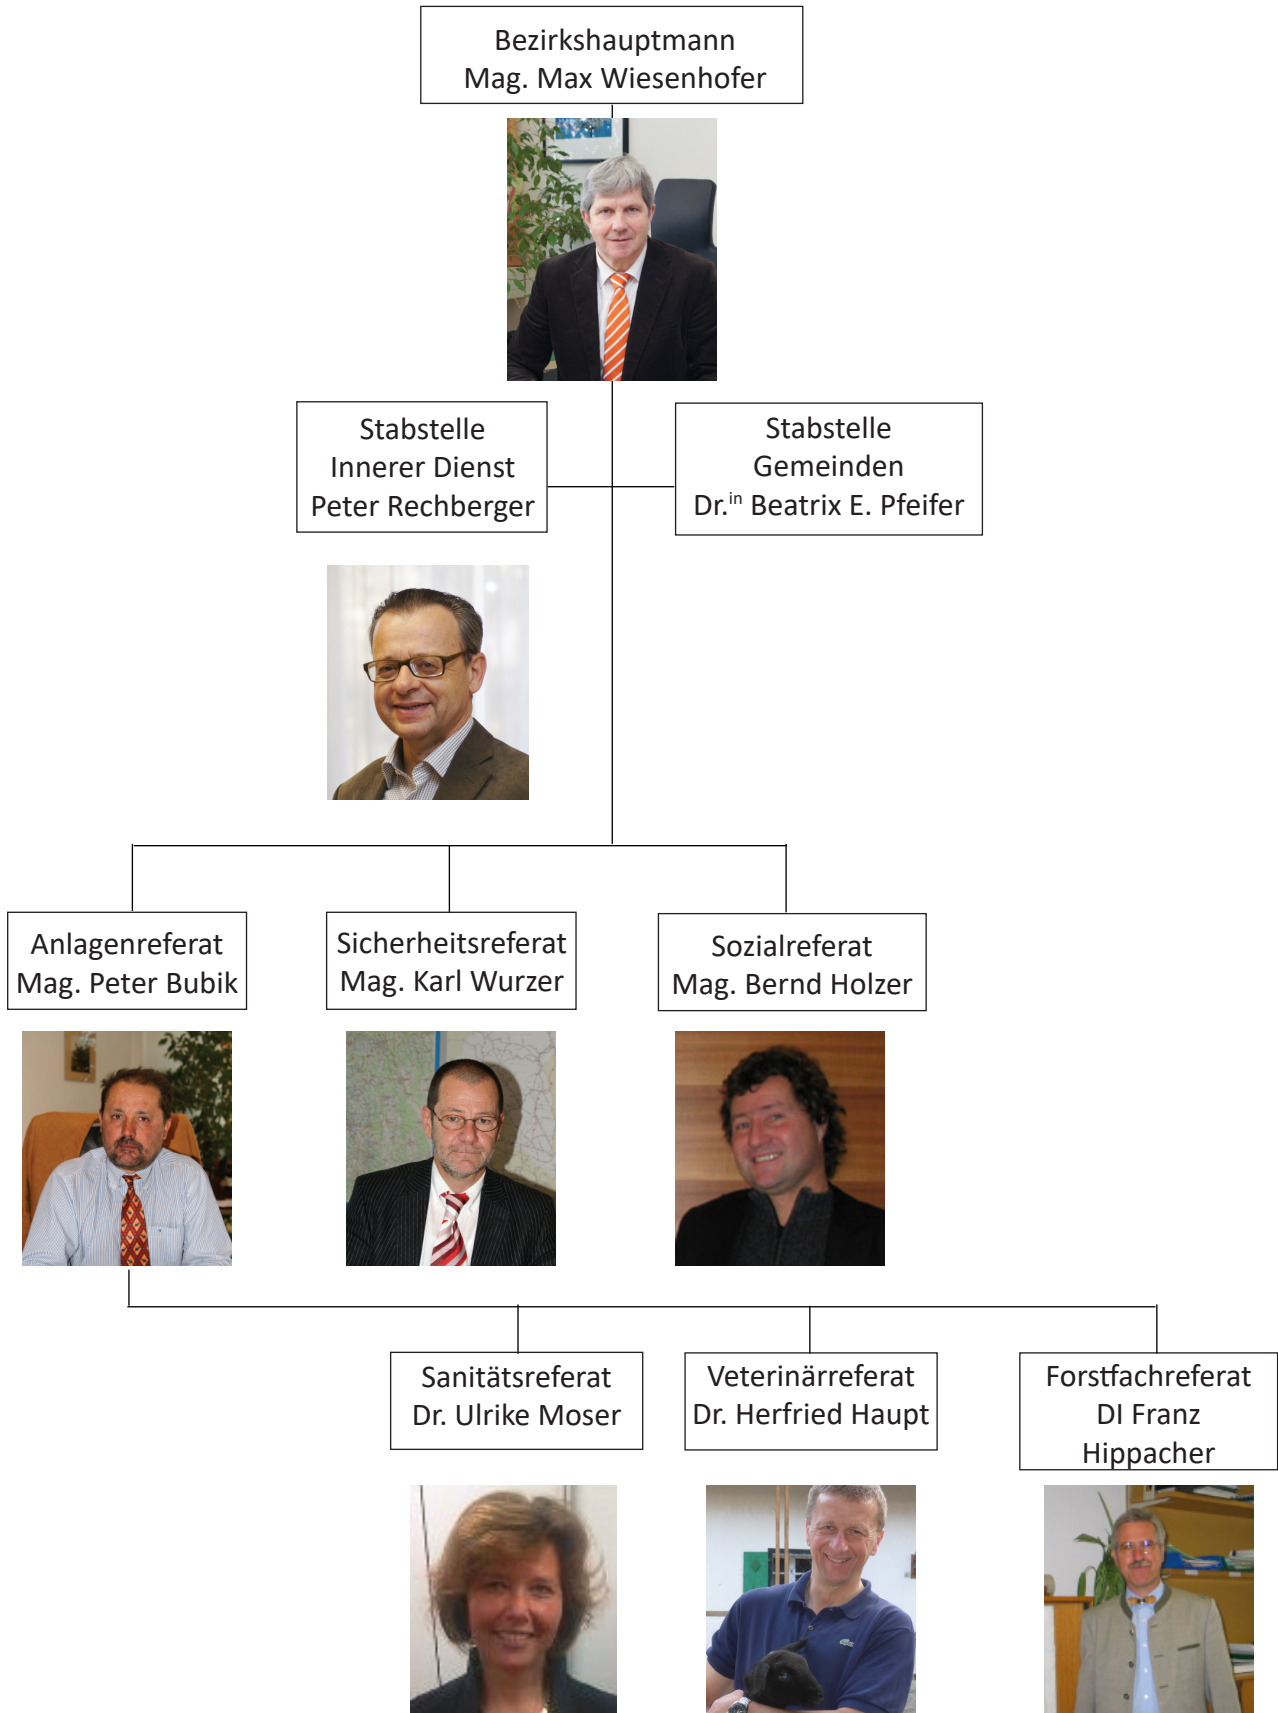 Bezirkshauptmann
Mag. Max Wiesenhofer
Stabstelle
Innerer Dienst
Peter Rechberger
Stabstelle
Gemeinden
Dr.in Beatrix E. Pfeifer
Anlagenreferat
Mag. Peter Bubik
Sicherheitsreferat
Mag. Karl Wurzer
Sozialreferat
Mag. Bernd Holzer
Sanitätsreferat
Dr. Ulrike Moser
Veterinärreferat
Dr. Herfried Haupt
Forstfachreferat
DI Franz
Hippacher